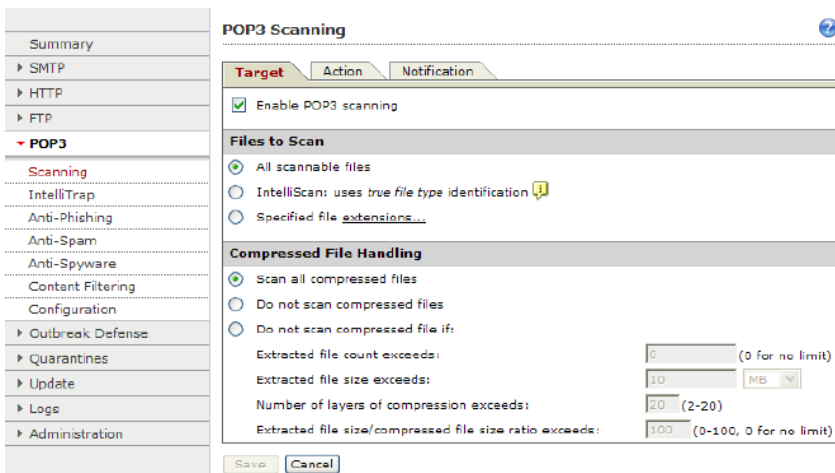 POP3 Scanning
?
Summary
SMTP
HTTP
FTP
POP3
Scanning
IntelliTrap
Anti-Phishing
Anti-Spam
Anti-Spyware
Content Filtering
Configuration
Outbreak Defense
Quarantines
Update
Logs
Administration
Target Action Notification
Enable POP3 scanning
Files to Scan
All scannable files
IntelliScan: uses true file type identification
Specified file extensions...
Compressed File Handling
Scan all compressed files
Do not scan compressed files
Do not scan compressed file if:
Extracted file count exceeds: 0 (0 for no limit)
Extracted file size exceeds: 10 MB
Number of layers of compression exceeds: 20 (2-20)
Extracted file size/compressed file size ratio exceeds: 100 (0-100, 0 for no limit)
Save Cancel